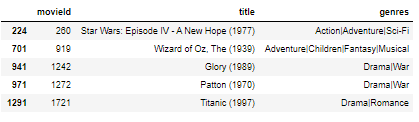 movieId title genres
224 260 Star Wars: Episode IV - A New Hope (1977) Action|Adventure|Sci-Fi
701 919 Wizard of Oz, The (1939) Adventure|Children|Fantasy|Musical
941 1242 Glory (1989) Drama|War
971 1272 Patton (1970) Drama|War
1291 1721 Titanic (1997) Drama|Romance